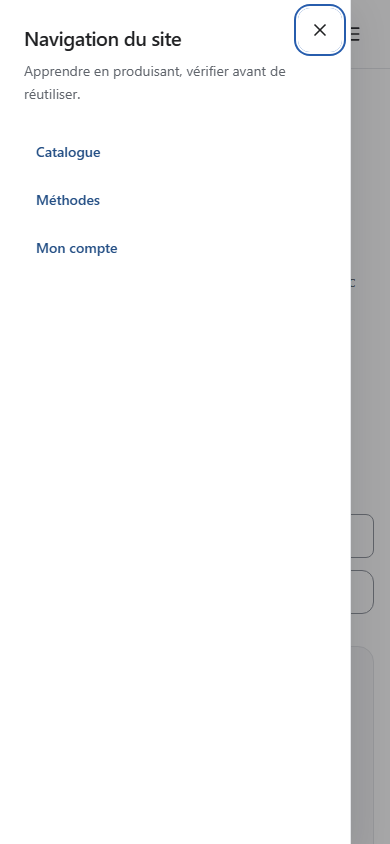 Navigation du site
Apprendre en produisant, vérifier avant de
réutiliser.
Catalogue
Méthodes
Mon compte